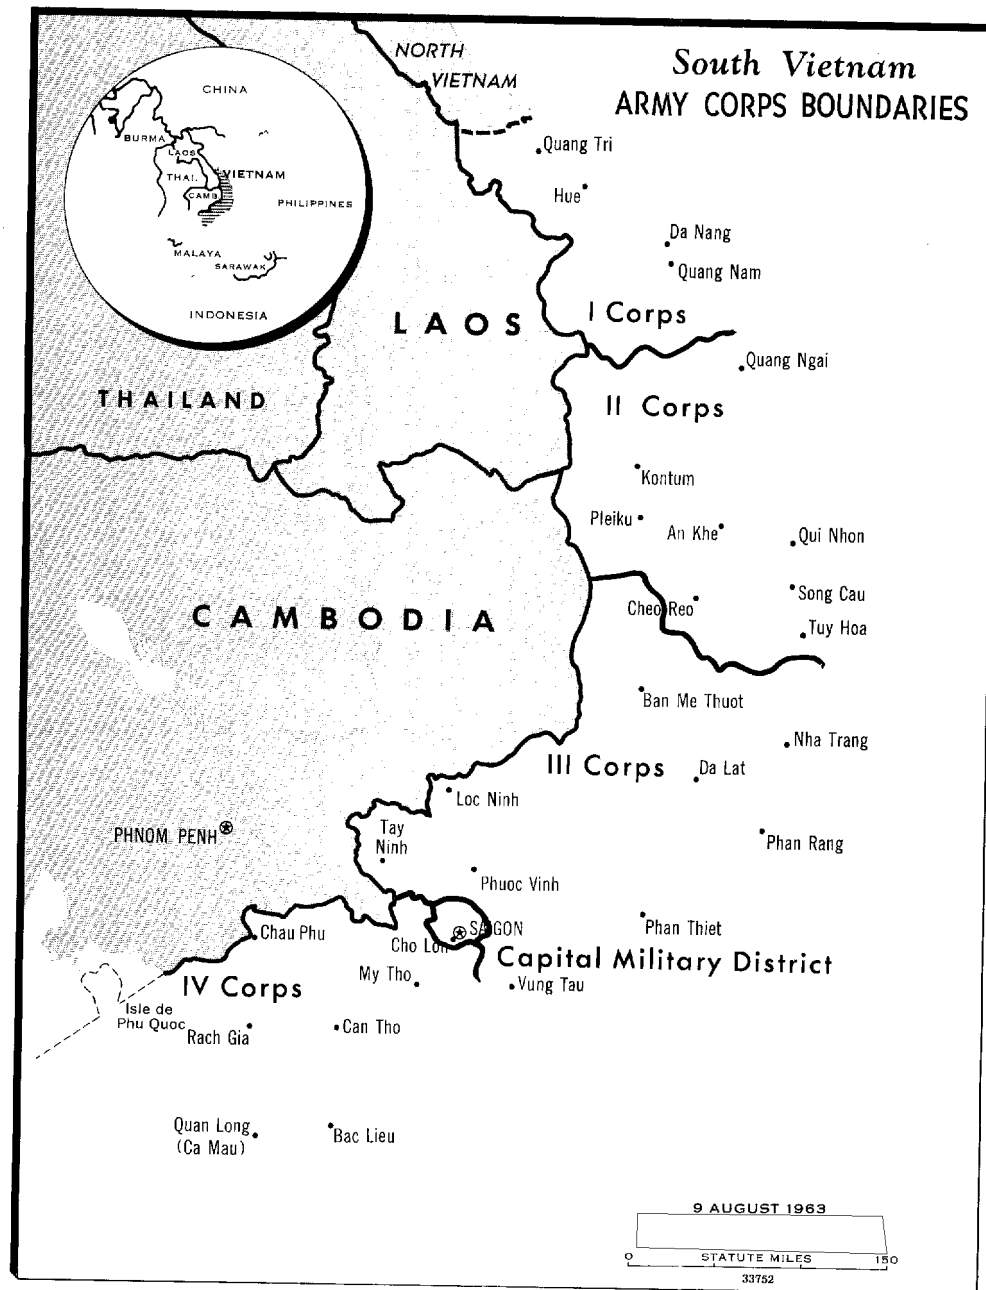 South Vietnam
ARMY CORPS BOUNDARIES
NORTH
VIETNAM
CHINA
BURMA
LAOS
THAI.
VIETNAM
CAMB.
PHILIPPINES
MALAYA
SARAWAK
INDONESIA
Quang Tri
Hue
Da Nang
Quang Nam
I Corps
LAOS
Quang Ngai
THAILAND
II Corps
Kontum
Pleiku
An Khe
Qui Nhon
Song Cau
Cheo Reo
CAMBODIA
Tuy Hoa
Ban Me Thuot
Nha Trang
III Corps
Da Lat
Loc Ninh
PHNOM PENH
Tay
Ninh
Phan Rang
Phuoc Vinh
Chau Phu
SAIGON
Phan Thiet
Cho Lon
Capital Military District
My Tho
Vung Tau
IV Corps
Isle de
Phu Quoc
Rach Gia
Can Tho
Quan Long
(Ca Mau)
Bac Lieu
9 AUGUST 1963
0 STATUTE MILES 150
33752